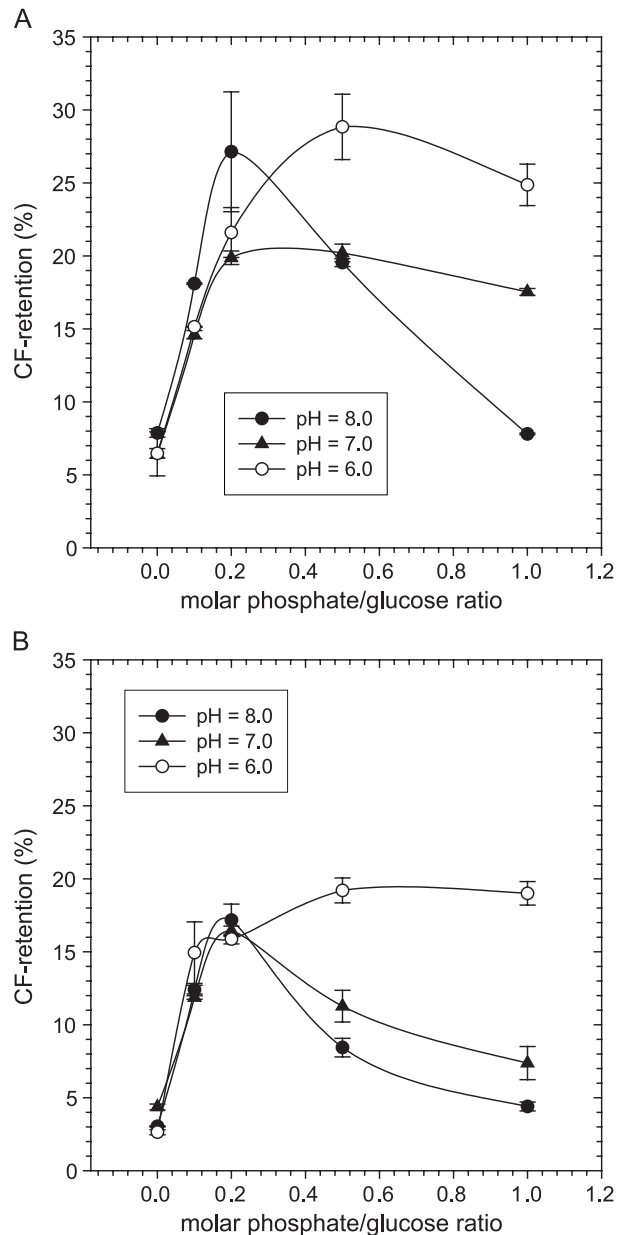 A
35
30
25
20
15
10
5
0
CF-retention (%)
pH = 8.0
pH = 7.0
pH = 6.0
0.0 0.2 0.4 0.6 0.8 1.0 1.2
molar phosphate/glucose ratio
B
35
30
25
20
15
10
5
0
CF-retention (%)
pH = 8.0
pH = 7.0
pH = 6.0
0.0 0.2 0.4 0.6 0.8 1.0 1.2
molar phosphate/glucose ratio